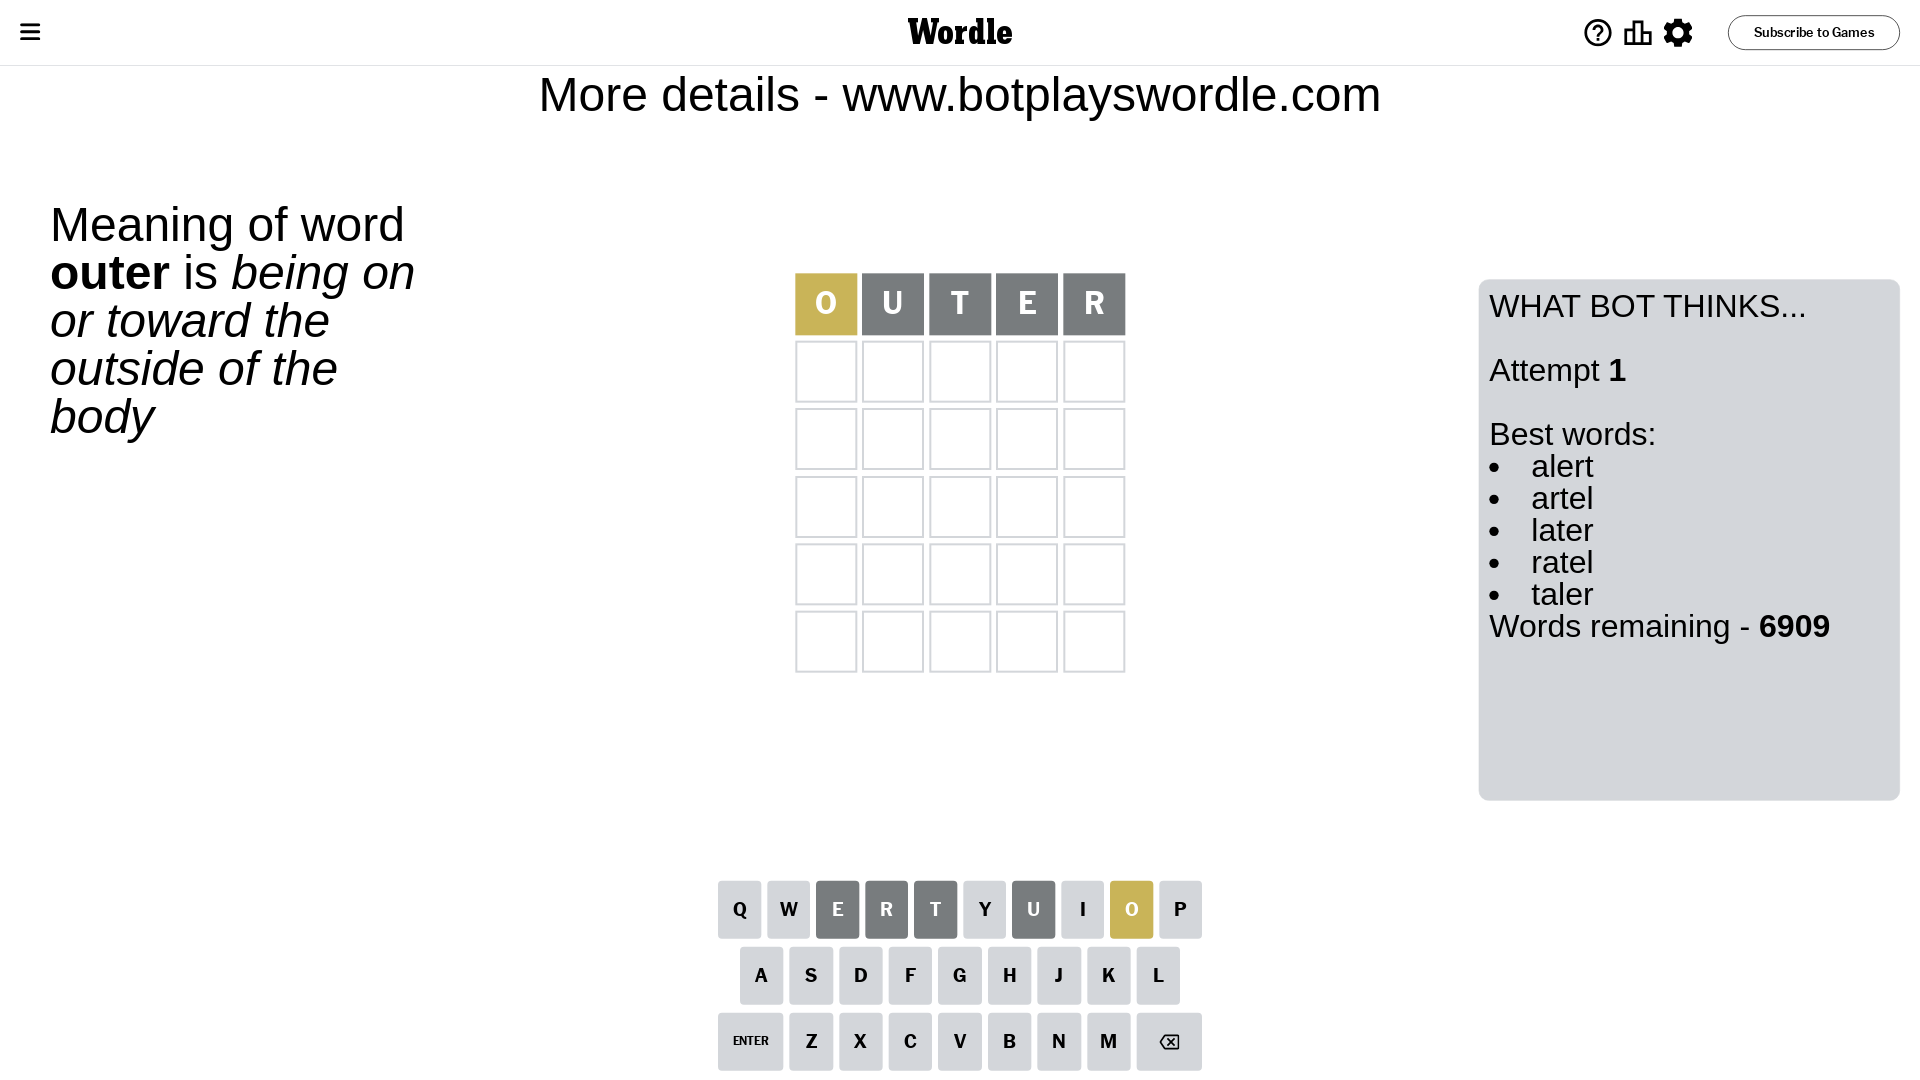 Wordle
Subscribe to Games
More details - www.botplayswordle.com
Meaning of word
outer is being on
or toward the
outside of the
body
O U T E R
WHAT BOT THINKS...
Attempt 1
Best words:
• alert
• artel
• later
• ratel
• taler
Words remaining - 6909
Q W E R T Y U I O P
A S D F G H J K L
ENTER Z X C V B N M